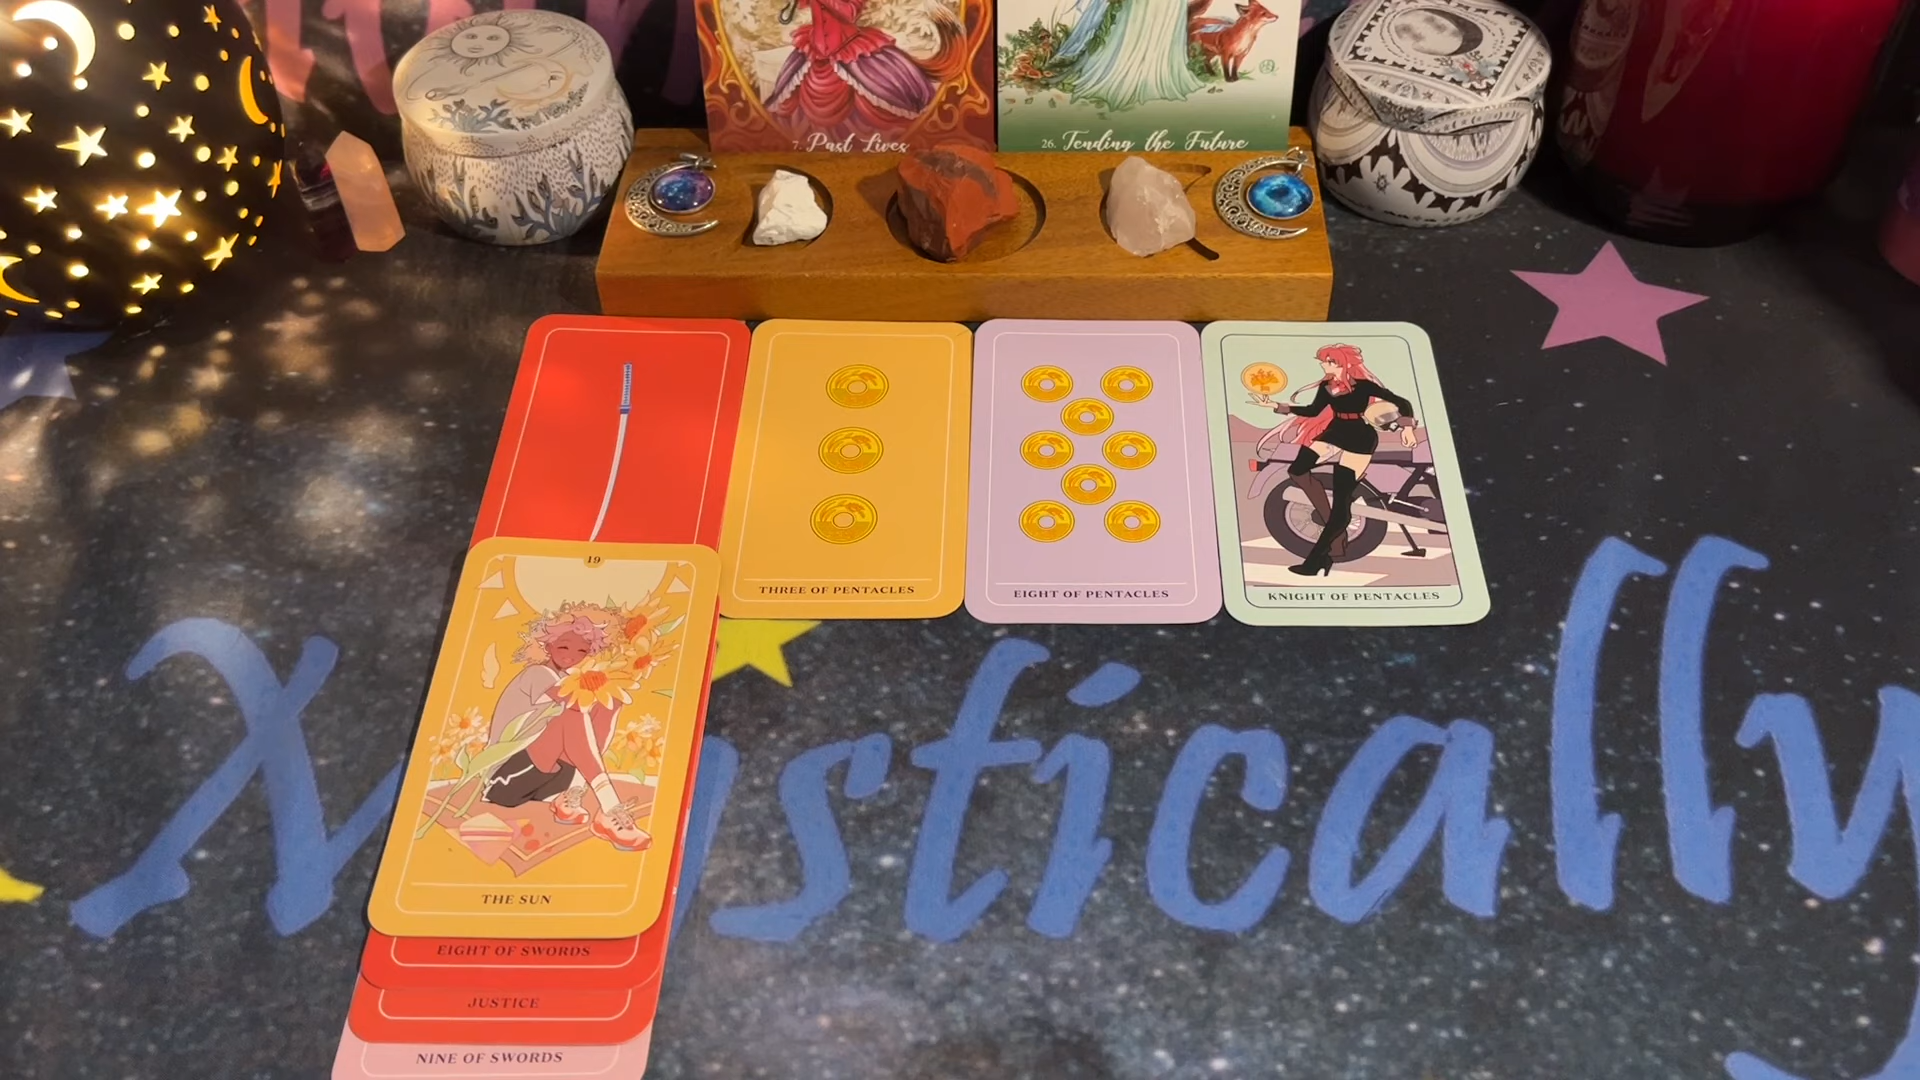 7. Past Lives
26. Tending the Future
THREE OF PENTACLES
EIGHT OF PENTACLES
KNIGHT OF PENTACLES
19
THE SUN
EIGHT OF SWORDS
JUSTICE
NINE OF SWORDS